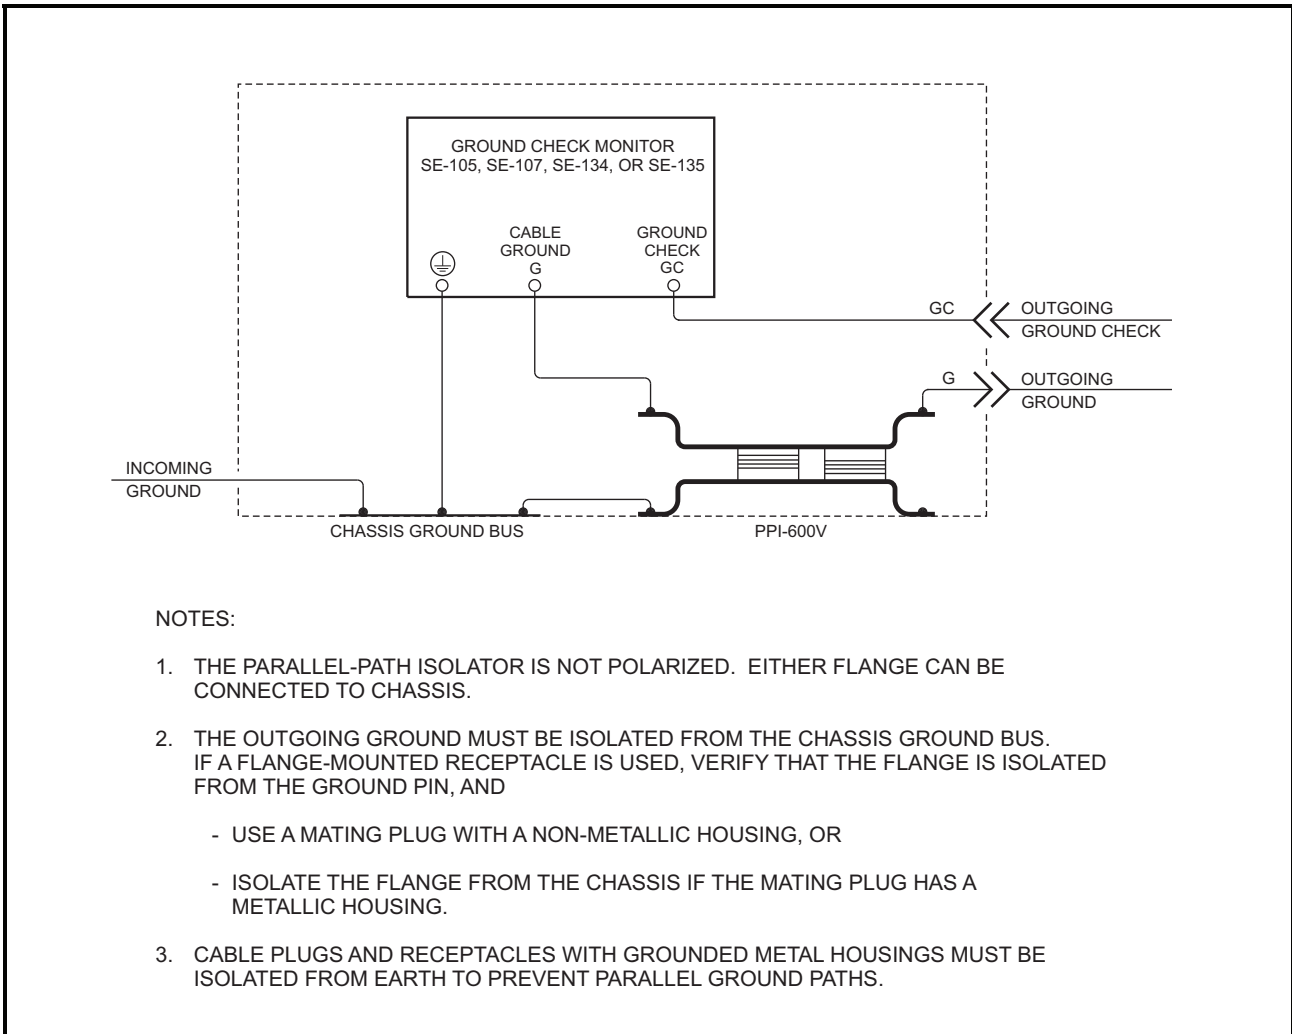 GROUND CHECK MONITOR
SE-105, SE-107, SE-134, OR SE-135
CABLE
GROUND
G
GROUND
CHECK
GC
GC
OUTGOING
GROUND CHECK
G
OUTGOING
GROUND
INCOMING
GROUND
CHASSIS GROUND BUS
PPI-600V
NOTES:
1. THE PARALLEL-PATH ISOLATOR IS NOT POLARIZED. EITHER FLANGE CAN BE
CONNECTED TO CHASSIS.
2. THE OUTGOING GROUND MUST BE ISOLATED FROM THE CHASSIS GROUND BUS.
IF A FLANGE-MOUNTED RECEPTACLE IS USED, VERIFY THAT THE FLANGE IS ISOLATED
FROM THE GROUND PIN, AND
- USE A MATING PLUG WITH A NON-METALLIC HOUSING, OR
- ISOLATE THE FLANGE FROM THE CHASSIS IF THE MATING PLUG HAS A
METALLIC HOUSING.
3. CABLE PLUGS AND RECEPTACLES WITH GROUNDED METAL HOUSINGS MUST BE
ISOLATED FROM EARTH TO PREVENT PARALLEL GROUND PATHS.